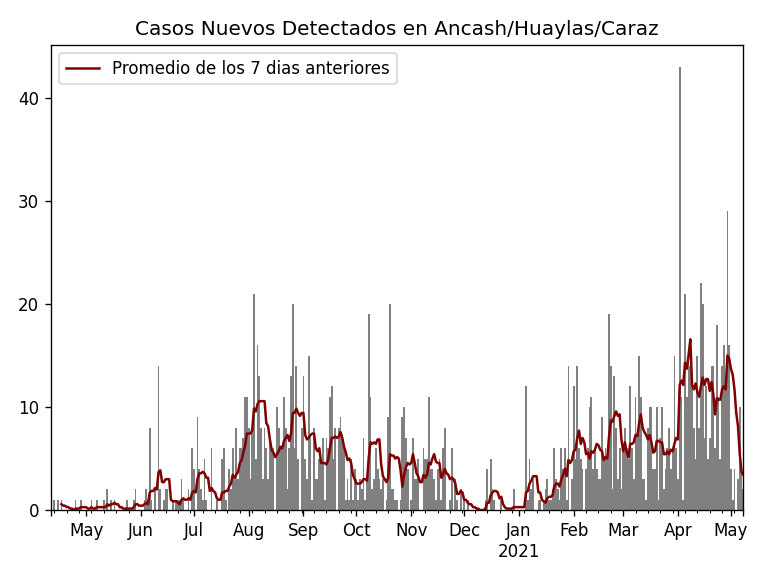 Casos Nuevos Detectados en Ancash/Huaylas/Caraz
Promedio de los 7 dias anteriores
40
30
20
10
0
May Jun Jul Aug Sep Oct Nov Dec Jan Feb Mar Apr May
2021